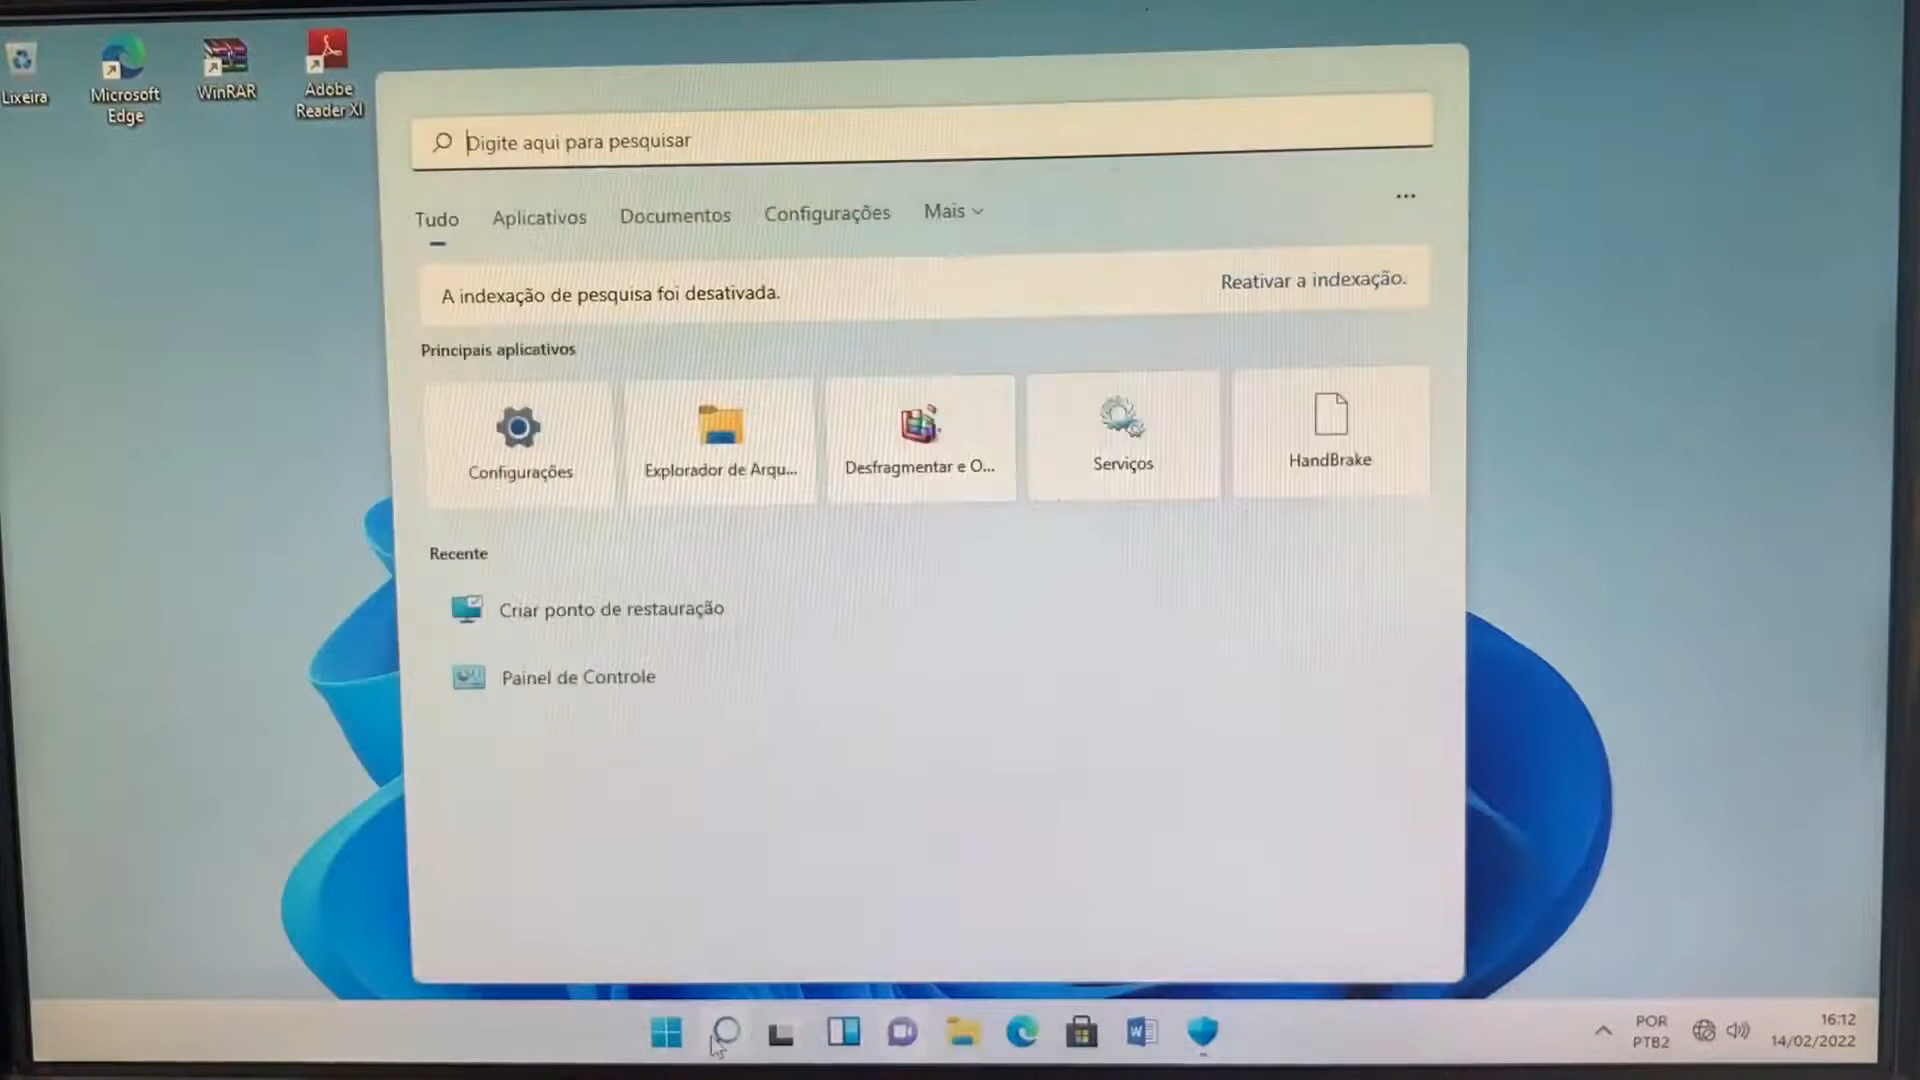 Lixeira
Microsoft
Edge
WinRAR
Adobe
Reader XI
Digite aqui para pesquisar
Tudo
Aplicativos
Documentos
Configurações
Mais
A indexação de pesquisa foi desativada.
Reativar a indexação.
Principais aplicativos
Configurações
Explorador de Arqu...
Desfragmentar e O...
Serviços
HandBrake
Recente
Criar ponto de restauração
Painel de Controle
POR
PTB2
16:12
14/02/2022